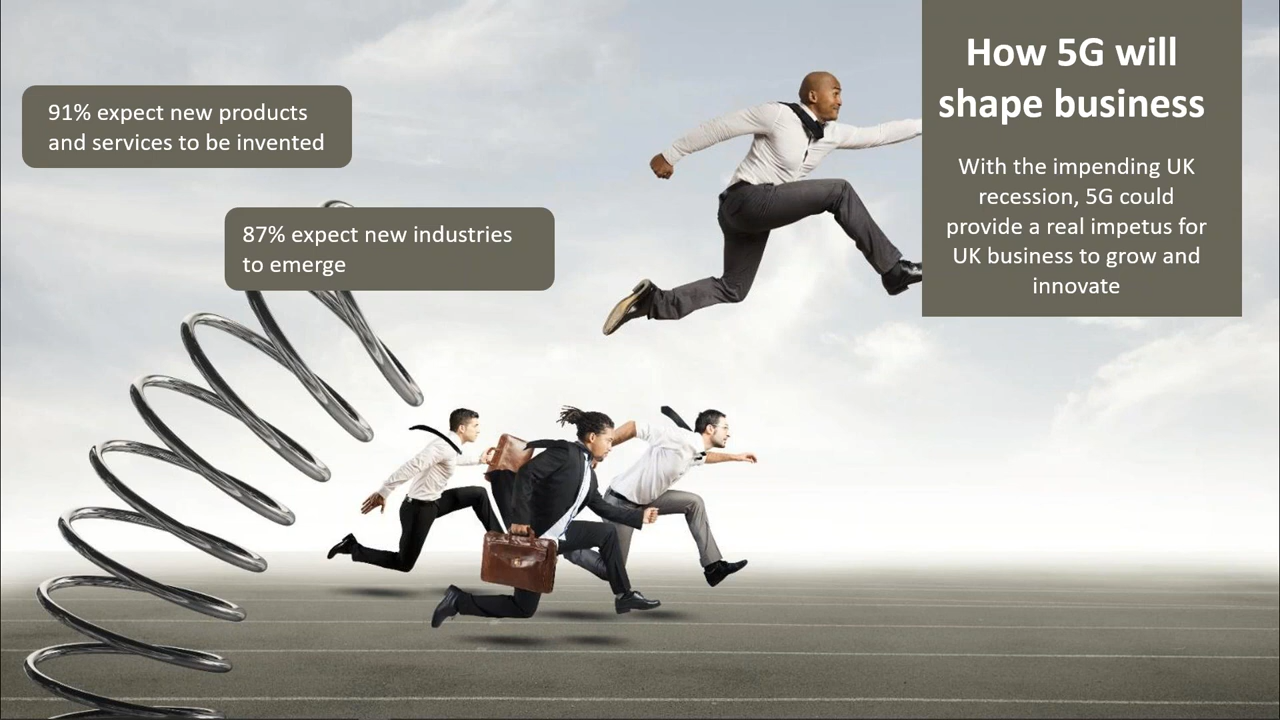 How 5G will
shape business
With the impending UK
recession, 5G could
provide a real impetus for
UK business to grow and
innovate
91% expect new products
and services to be invented
87% expect new industries
to emerge